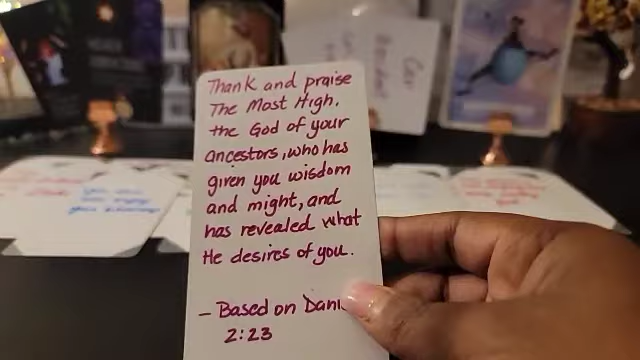 Thank and praise
The Most High,
the God of your
ancestors, who has
given you wisdom
and might, and
has revealed what
He desires of you.
— Based on Dani
2:23